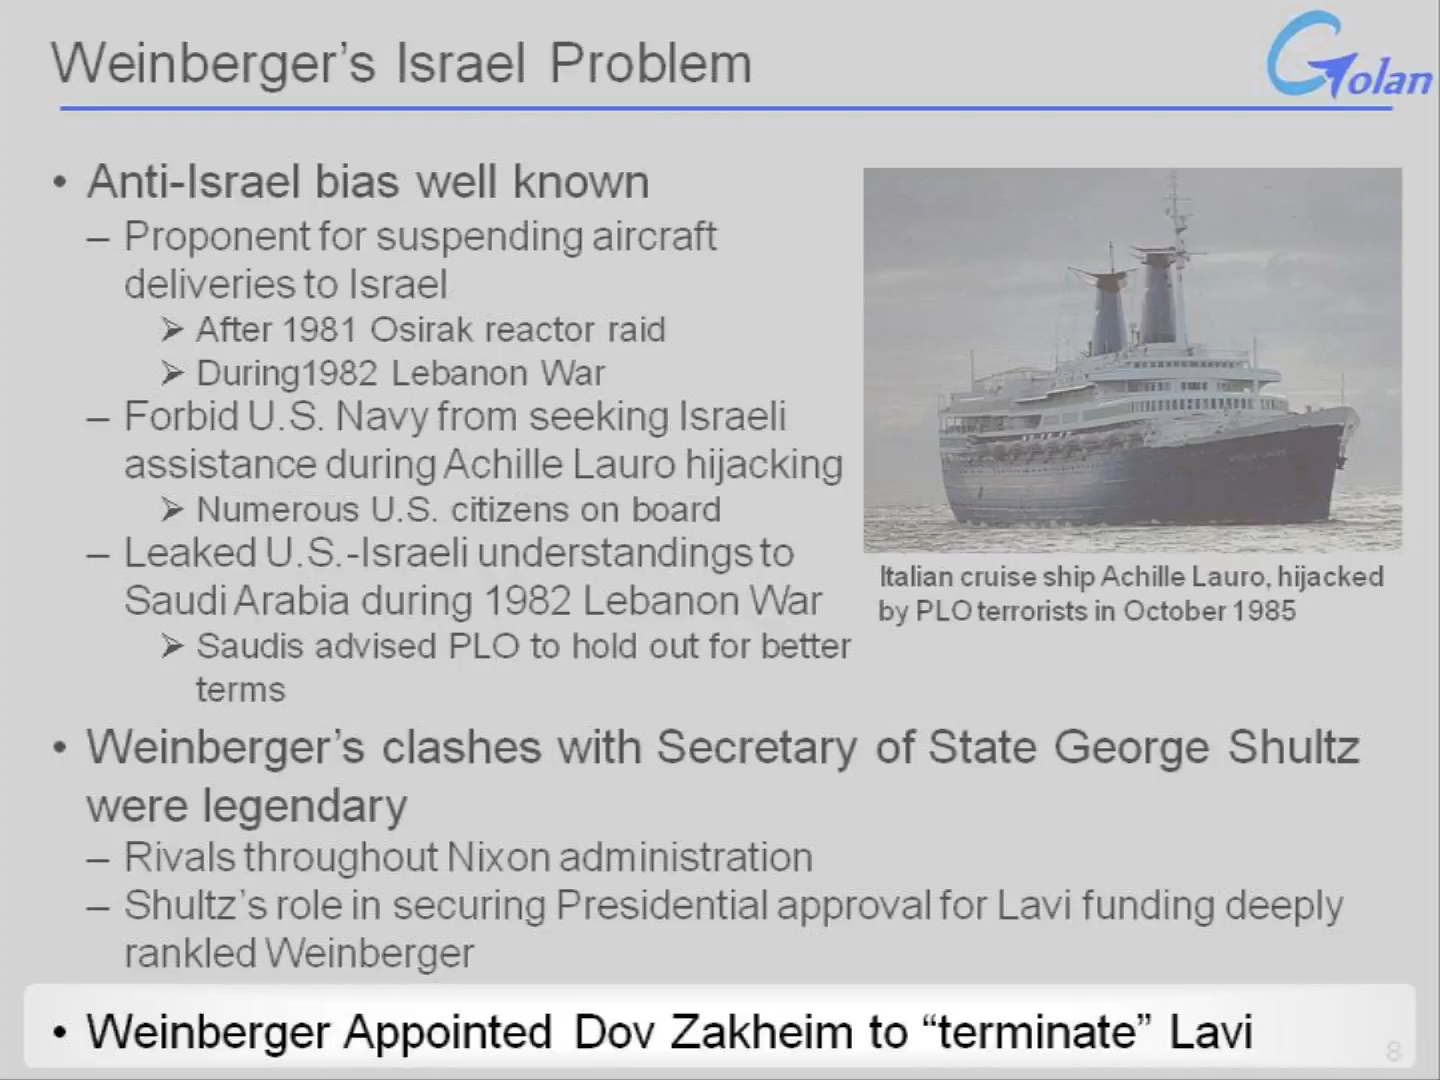 Weinberger’s Israel Problem
Golan
• Anti-Israel bias well known
– Proponent for suspending aircraft
deliveries to Israel
➢ After 1981 Osirak reactor raid
➢ During1982 Lebanon War
– Forbid U.S. Navy from seeking Israeli
assistance during Achille Lauro hijacking
➢ Numerous U.S. citizens on board
– Leaked U.S.-Israeli understandings to
Saudi Arabia during 1982 Lebanon War
➢ Saudis advised PLO to hold out for better
terms
Italian cruise ship Achille Lauro, hijacked
by PLO terrorists in October 1985
• Weinberger’s clashes with Secretary of State George Shultz
were legendary
– Rivals throughout Nixon administration
– Shultz’s role in securing Presidential approval for Lavi funding deeply
rankled Weinberger
• Weinberger Appointed Dov Zakheim to “terminate” Lavi
8